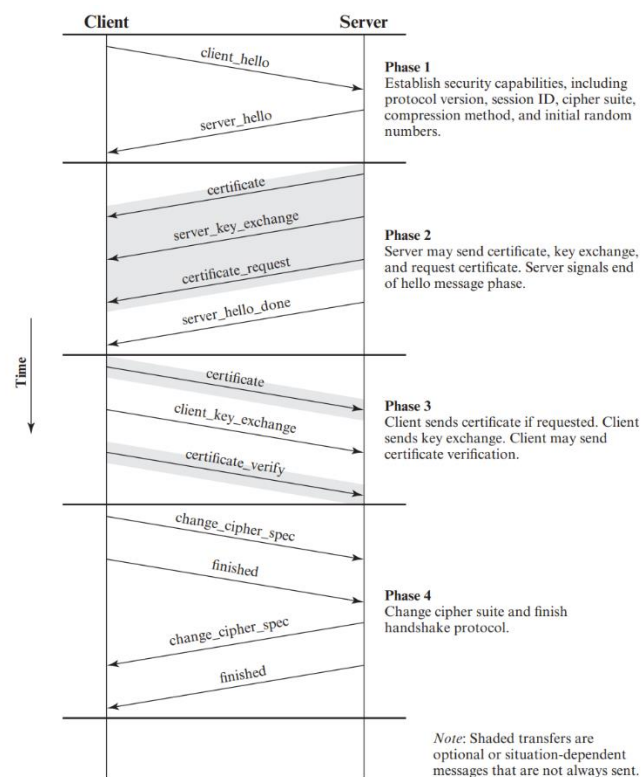 Client
Server
client_hello
server_hello
Phase 1
Establish security capabilities, including
protocol version, session ID, cipher suite,
compression method, and initial random
numbers.
certificate
server_key_exchange
certificate_request
server_hello_done
Phase 2
Server may send certificate, key exchange,
and request certificate. Server signals end
of hello message phase.
Time
certificate
client_key_exchange
certificate_verify
Phase 3
Client sends certificate if requested. Client
sends key exchange. Client may send
certificate verification.
change_cipher_spec
finished
change_cipher_spec
finished
Phase 4
Change cipher suite and finish
handshake protocol.
Note: Shaded transfers are
optional or situation-dependent
messages that are not always sent.